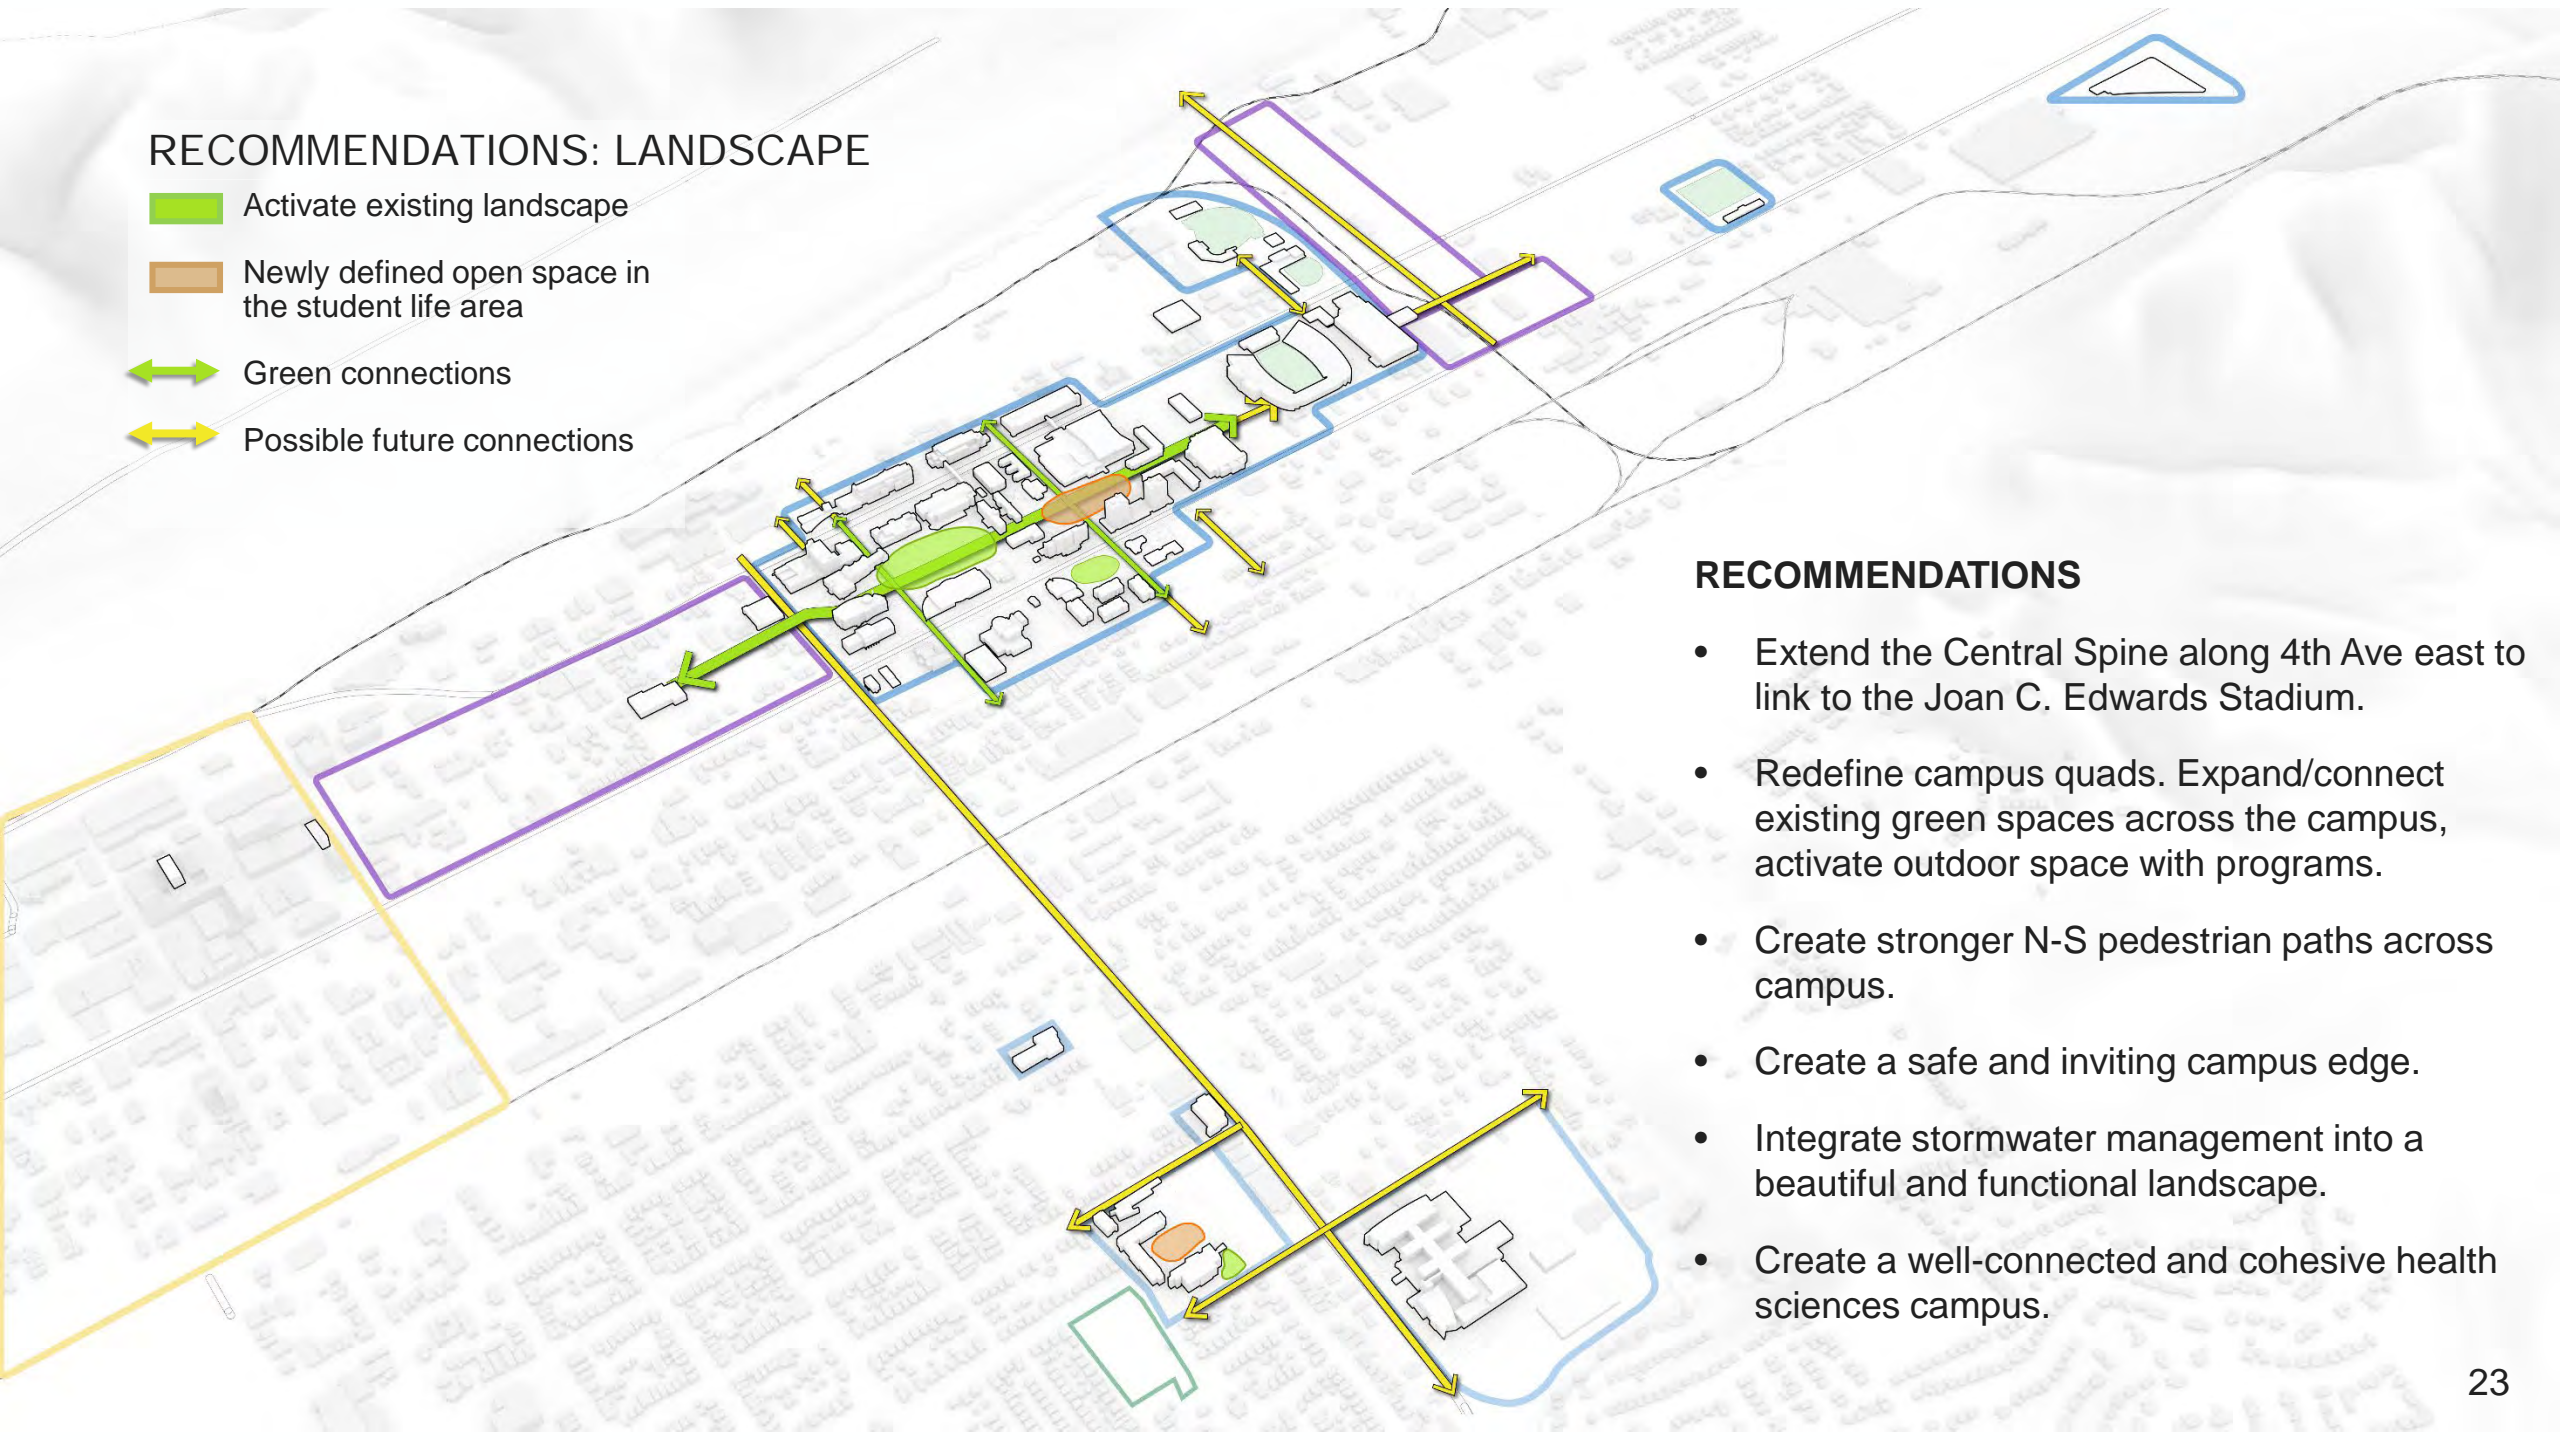 RECOMMENDATIONS: LANDSCAPE
Activate existing landscape
Newly defined open space in
the student life area
Green connections
Possible future connections
RECOMMENDATIONS
• Extend the Central Spine along 4th Ave east to
link to the Joan C. Edwards Stadium.
• Redefine campus quads. Expand/connect
existing green spaces across the campus,
activate outdoor space with programs.
• Create stronger N-S pedestrian paths across
campus.
• Create a safe and inviting campus edge.
• Integrate stormwater management into a
beautiful and functional landscape.
• Create a well-connected and cohesive health
sciences campus.
23